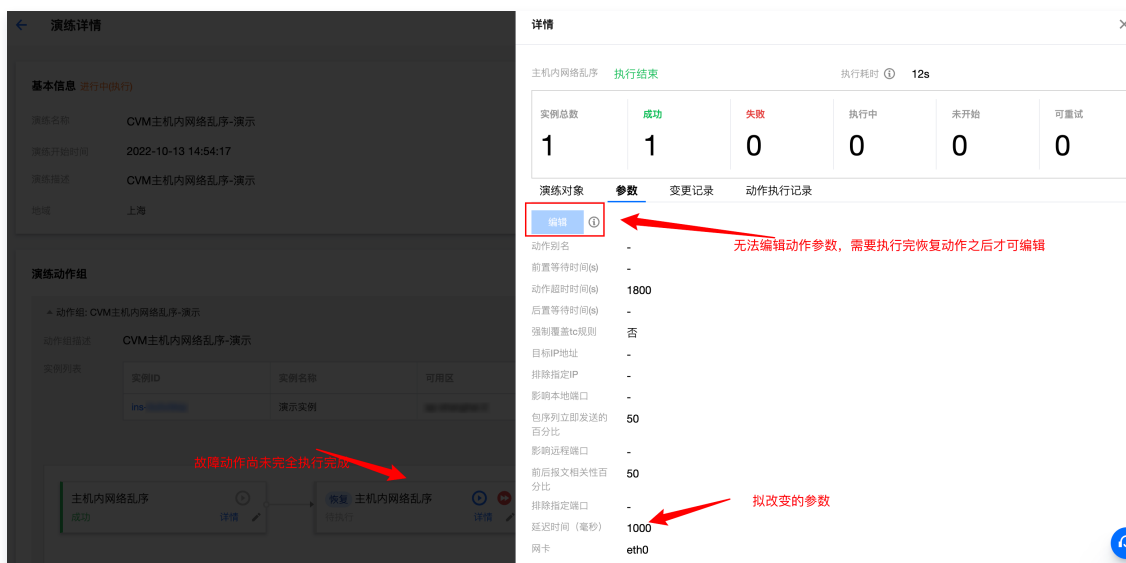 演练详情
基本信息 进行中(执行)
演练名称 CVM主机内网络乱序-演示
演练开始时间 2022-10-13 14:54:17
演练描述 CVM主机内网络乱序-演示
地域 上海
演练动作组
动作组: CVM主机内网络乱序-演示
动作组描述 CVM主机内网络乱序-演示
实例列表
实例ID 实例名称 可用区
ins- 演示实例
故障动作尚未完全执行完成
主机内网络乱序
成功 详情
恢复 主机内网络乱序
可执行 详情
详情
主机内网络乱序 执行结束 执行耗时 12s
实例总数 成功 失败 执行中 未开始 可重试
1 1 0 0 0 0
演练对象 参数 变更记录 动作执行记录
编辑
无法编辑动作参数，需要执行完恢复动作之后才可编辑
动作别名 -
前置等待时间(s) -
动作超时时间(s) 1800
后置等待时间(s) -
强制覆盖tc规则 否
目标IP地址 -
排除指定IP -
影响本地端口 -
包序列立即发送的 50
百分比
影响远程端口 -
前后报文相关性百 50
分比
排除指定端口 -
拟改变的参数
延迟时间（毫秒） 1000
网卡 eth0